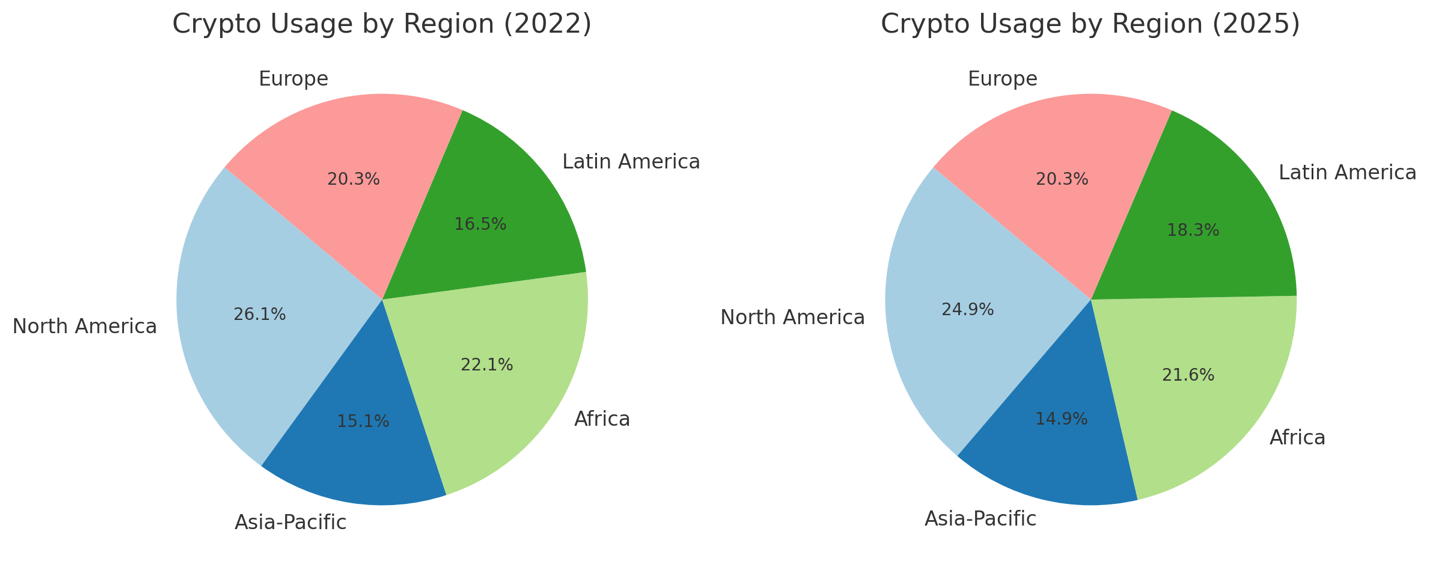 Crypto Usage by Region (2022)
Europe
Latin America
20.3%
16.5%
26.1%
North America
22.1%
15.1%
Africa
Asia-Pacific
Crypto Usage by Region (2025)
Europe
Latin America
20.3%
18.3%
24.9%
North America
21.6%
14.9%
Africa
Asia-Pacific